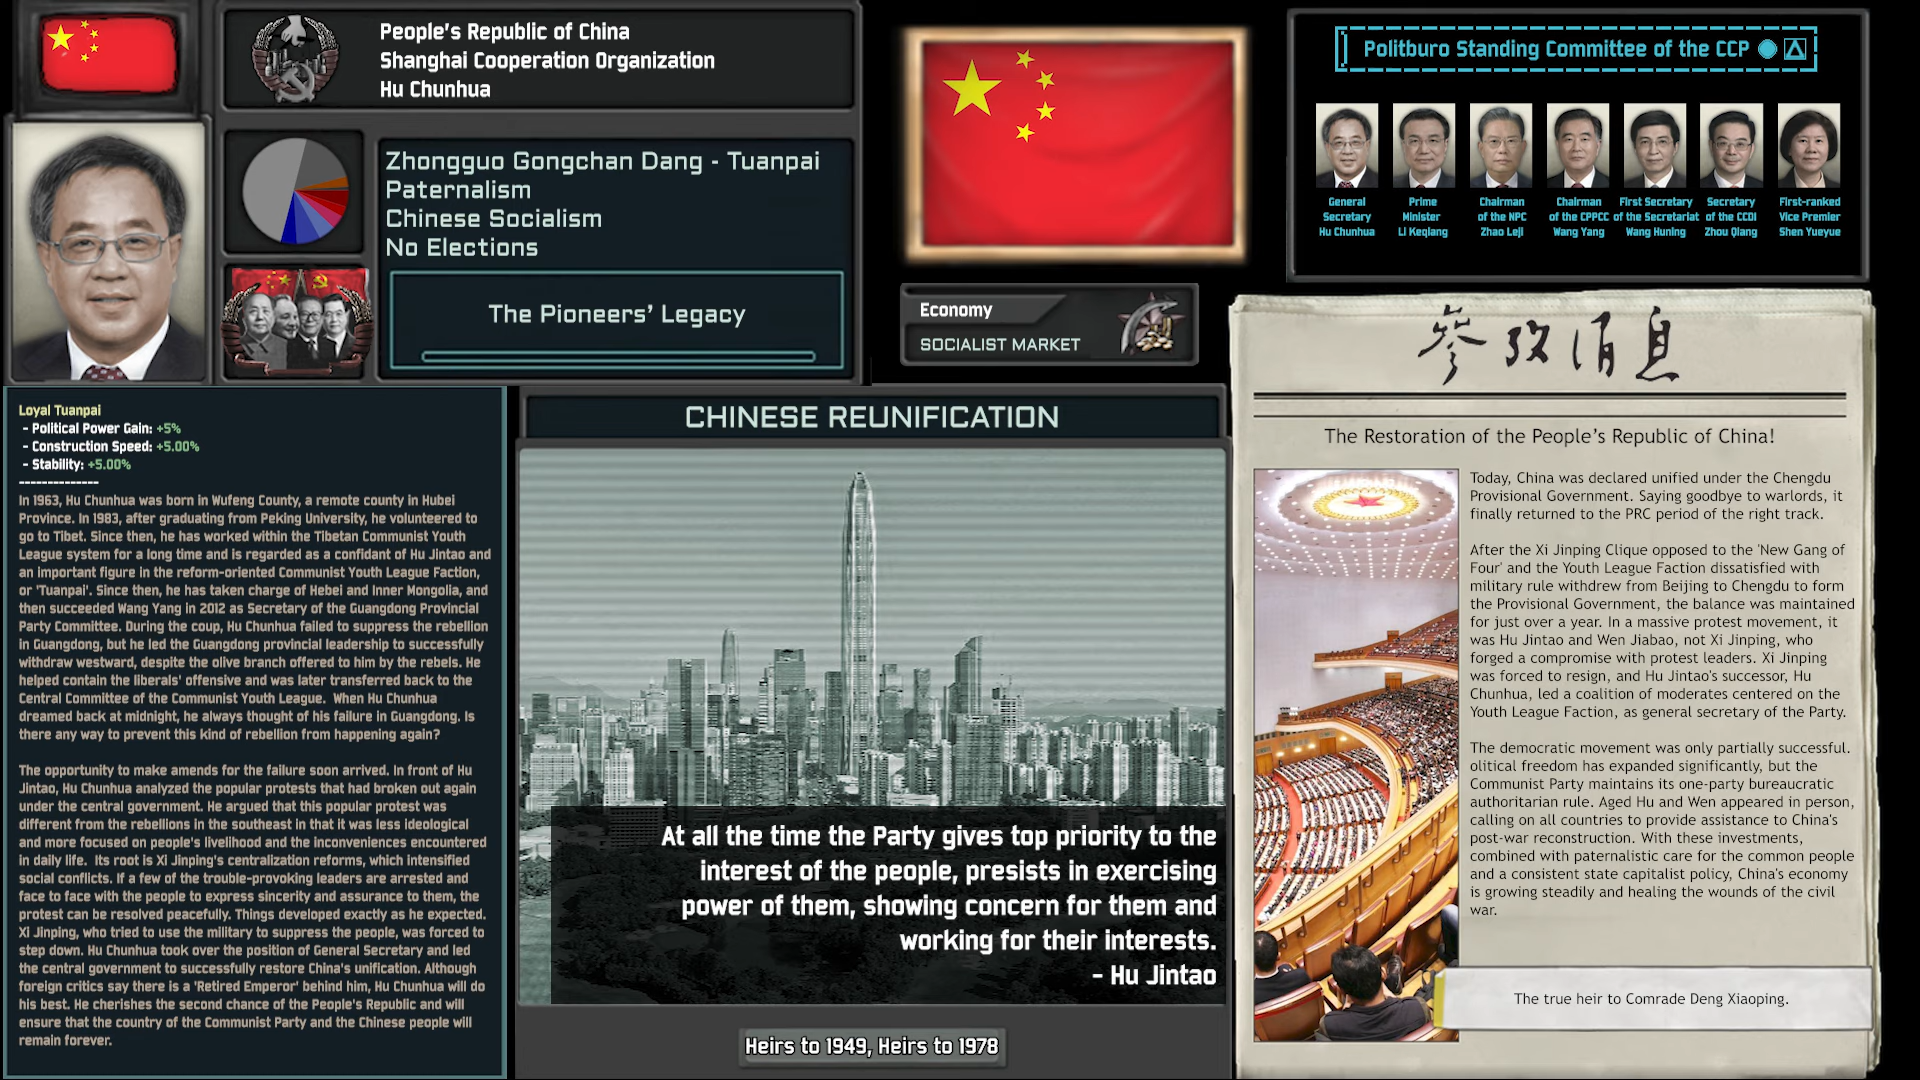 People's Republic of China
Shanghai Cooperation Organization
Hu Chunhua
Zhongguo Gongchan Dang - Tuanpai
Paternalism
Chinese Socialism
No Elections
The Pioneers' Legacy
Economy
SOCIALIST MARKET
Politburo Standing Committee of the CCP
General
Secretary
Hu Chunhua
Prime
Minister
Li Keqiang
Chairman
of the NPC
Zhao Leji
Chairman
of the CPPCC
Wang Yang
First Secretary
of the Secretariat
Wang Huning
Secretary
of the CCDI
Zhou Qiang
First-ranked
Vice Premier
Shen Yueyue
Loyal Tuanpai
- Political Power Gain: +5%
- Construction Speed: +5.00%
- Stability: +5.00%
--------------
In 1963, Hu Chunhua was born in Wufeng County, a remote county in Hubei
Province. In 1983, after graduating from Peking University, he volunteered to
go to Tibet. Since then, he has worked within the Tibetan Communist Youth
League system for a long time and is regarded as a confidant of Hu Jintao and
an important figure in the reform-oriented Communist Youth League Faction,
or 'Tuanpai'. Since then, he has taken charge of Hebei and Inner Mongolia, and
then succeeded Wang Yang in 2012 as Secretary of the Guangdong Provincial
Party Committee. During the coup, Hu Chunhua failed to suppress the rebellion
in Guangdong, but he led the Guangdong provincial leadership to successfully
withdraw westward, despite the olive branch offered to him by the rebels. He
helped contain the liberals' offensive and was later transferred back to the
Central Committee of the Communist Youth League. When Hu Chunhua
dreamed back at midnight, he always thought of his failure in Guangdong. Is
there any way to prevent this kind of rebellion from happening again?
The opportunity to make amends for the failure soon arrived. In front of Hu
Jintao, Hu Chunhua analyzed the popular protests that had broken out again
under the central government. He argued that this popular protest was
different from the rebellions in the southeast in that it was less ideological
and more focused on people's livelihood and the inconveniences encountered
in daily life. Its root is Xi Jinping's centralization reforms, which intensified
social conflicts. If a few of the trouble-provoking leaders are arrested and
face to face with the people to express sincerity and assurance to them, the
protest can be resolved peacefully. Things developed exactly as he expected.
Xi Jinping, who tried to use the military to suppress the people, was forced to
step down. Hu Chunhua took over the position of General Secretary and led
the central government to successfully restore China's unification. Although
foreign critics say there is a 'Retired Emperor' behind him, Hu Chunhua will do
his best. He cherishes the second chance of the People's Republic and will
ensure that the country of the Communist Party and the Chinese people will
remain forever.
CHINESE REUNIFICATION
At all the time the Party gives top priority to the
interest of the people, presists in exercising
power of them, showing concern for them and
working for their interests.
- Hu Jintao
Heirs to 1949, Heirs to 1978
参攷消息
The Restoration of the People's Republic of China!
Today, China was declared unified under the Chengdu
Provisional Government. Saying goodbye to warlords, it
finally returned to the PRC period of the right track.
After the Xi Jinping Clique opposed to the 'New Gang of
Four' and the Youth League Faction dissatisfied with
military rule withdrew from Beijing to Chengdu to form
the Provisional Government, the balance was maintained
for just over a year. In a massive protest movement, it
was Hu Jintao and Wen Jiabao, not Xi Jinping, who
forged a compromise with protest leaders. Xi Jinping
was forced to resign, and Hu Jintao's successor, Hu
Chunhua, led a coalition of moderates centered on the
Youth League Faction, as general secretary of the Party.
The democratic movement was only partially successful.
olitical freedom has expanded significantly, but the
Communist Party maintains its one-party bureaucratic
authoritarian rule. Aged Hu and Wen appeared in person,
calling on all countries to provide assistance to China's
post-war reconstruction. With these investments,
combined with paternalistic care for the common people
and a consistent state capitalist policy, China's economy
is growing steadily and healing the wounds of the civil
war.
The true heir to Comrade Deng Xiaoping.